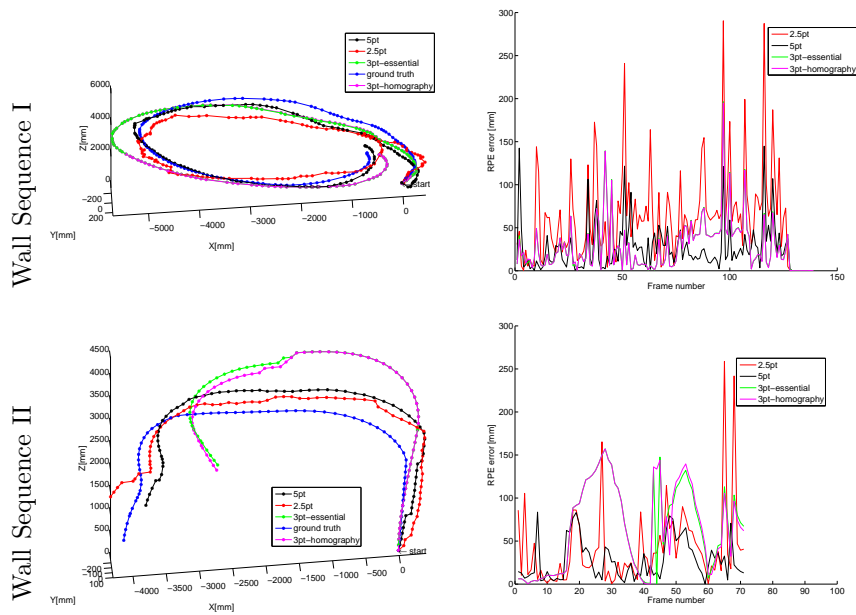 Wall Sequence I
5pt
2.5pt
3pt−essential
ground truth
3pt−homography
6000
4000
2000
0
Z[mm]
−200
0
200
Y[mm]
−5000
−4000
−3000
−2000
−1000
0
X[mm]
start
2.5pt
5pt
3pt−essential
3pt−homography
300
250
200
150
100
50
0
RPE error [mm]
0
50
100
150
Frame number
Wall Sequence II
4500
4000
3500
3000
2500
2000
1500
1000
500
0
Z[mm]
−200
−100
0
100
Y[mm]
−4000
−3500
−3000
−2500
−2000
−1500
−1000
−500
0
X[mm]
start
5pt
2.5pt
3pt−essential
ground truth
3pt−homography
2.5pt
5pt
3pt−essential
3pt−homography
300
250
200
150
100
50
0
RPE error [mm]
0
10
20
30
40
50
60
70
80
90
100
Frame number